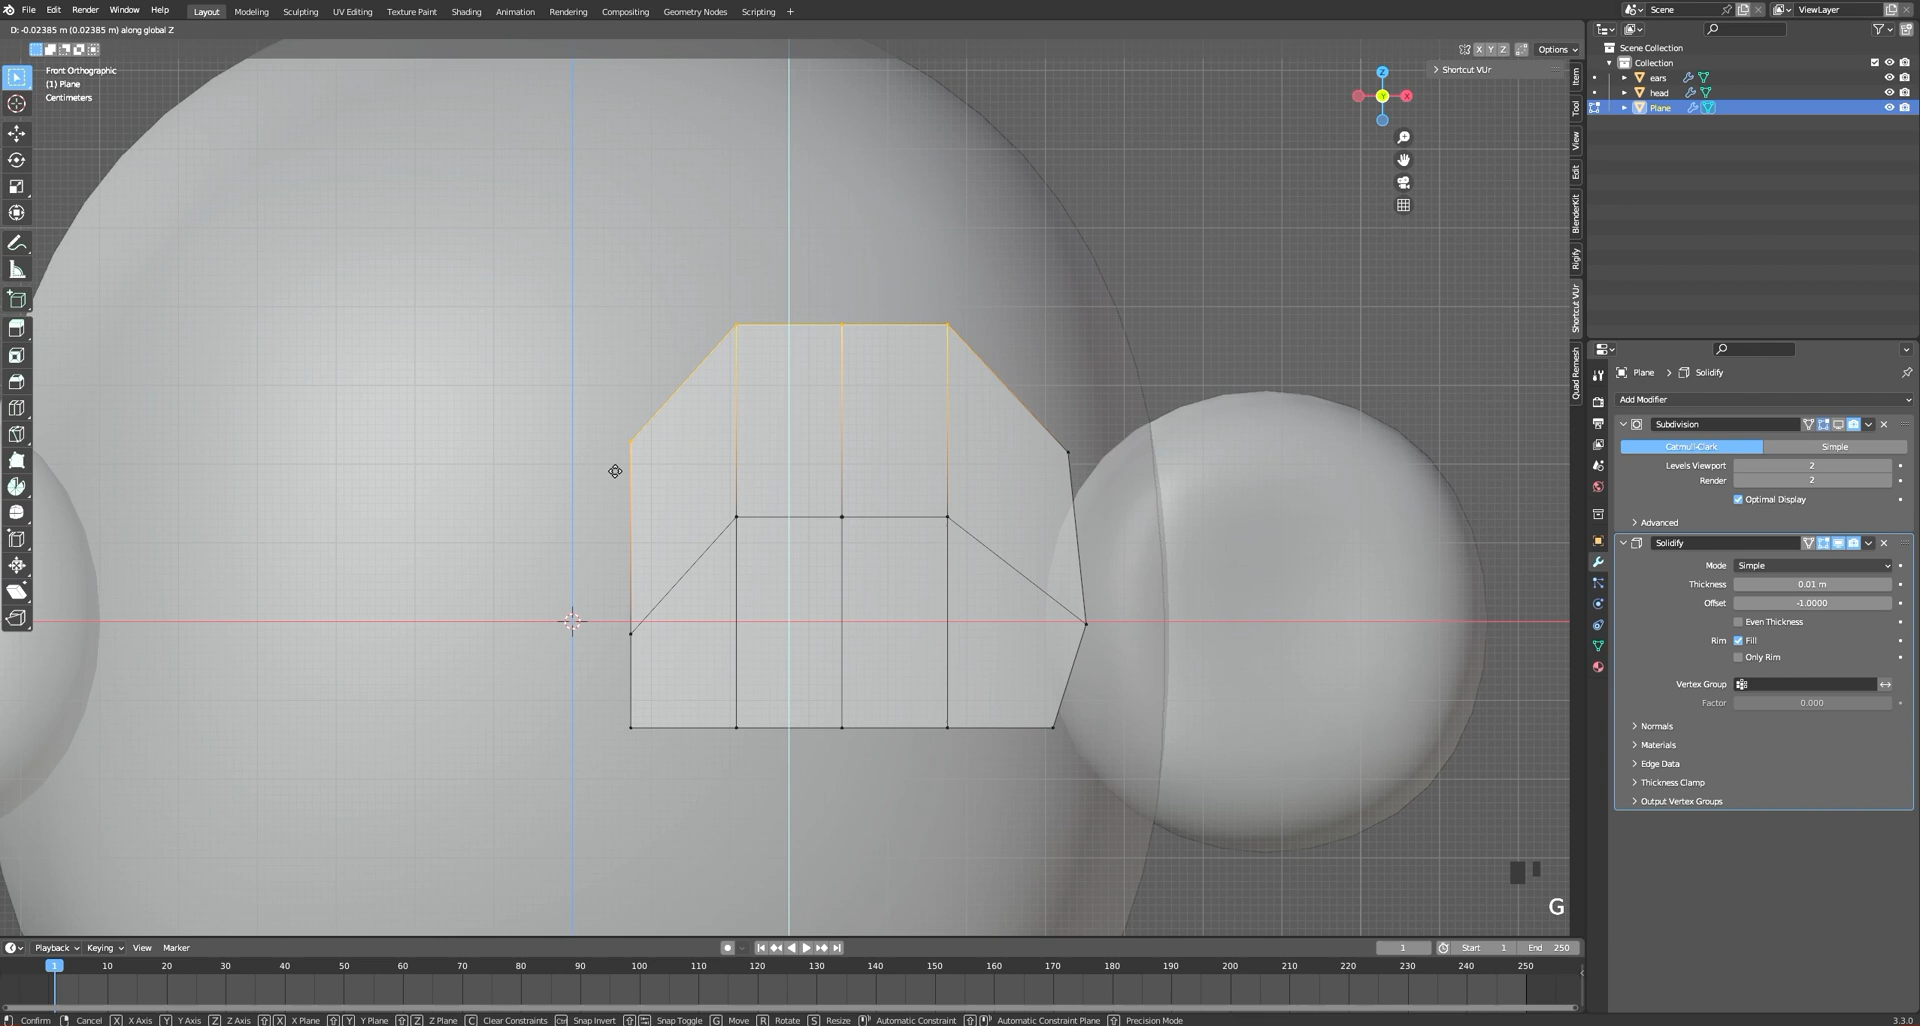 File Edit Render Window Help Layout Modeling Sculpting UV Editing Texture Paint Shading Animation Rendering Compositing Geometry Nodes Scripting + Scene ViewLayer
D: -0.02385 m (0.02385 m) along global Z
X Y Z Options
Front Orthographic
(1) Plane
Centimeters
Shortcut VUr
Z
X
Y
Item
Tool
View
Edit
BlenderKit
Rigify
Shortcut VUr
Quad Remesh
G
Scene Collection
Collection
ears
head
Plane
Plane > Solidify
Add Modifier
Subdivision
Catmull-Clark Simple
Levels Viewport 2
Render 2
Optimal Display
Advanced
Solidify
Mode Simple
Thickness 0.01 m
Offset -1.0000
Even Thickness
Rim Fill
Only Rim
Vertex Group
Factor 0.000
Normals
Materials
Edge Data
Thickness Clamp
Output Vertex Groups
Playback Keying View Marker 1 Start 1 End 250
1 10 20 30 40 50 60 70 80 90 100 110 120 130 140 150 160 170 180 190 200 210 220 230 240 250
Confirm Cancel X X Axis Y Y Axis Z Z Axis X X Plane Y Y Plane Z Z Plane C Clear Constraints Ctrl Snap Invert Snap Toggle G Move R Rotate S Resize Automatic Constraint Automatic Constraint Plane Precision Mode 3.3.0